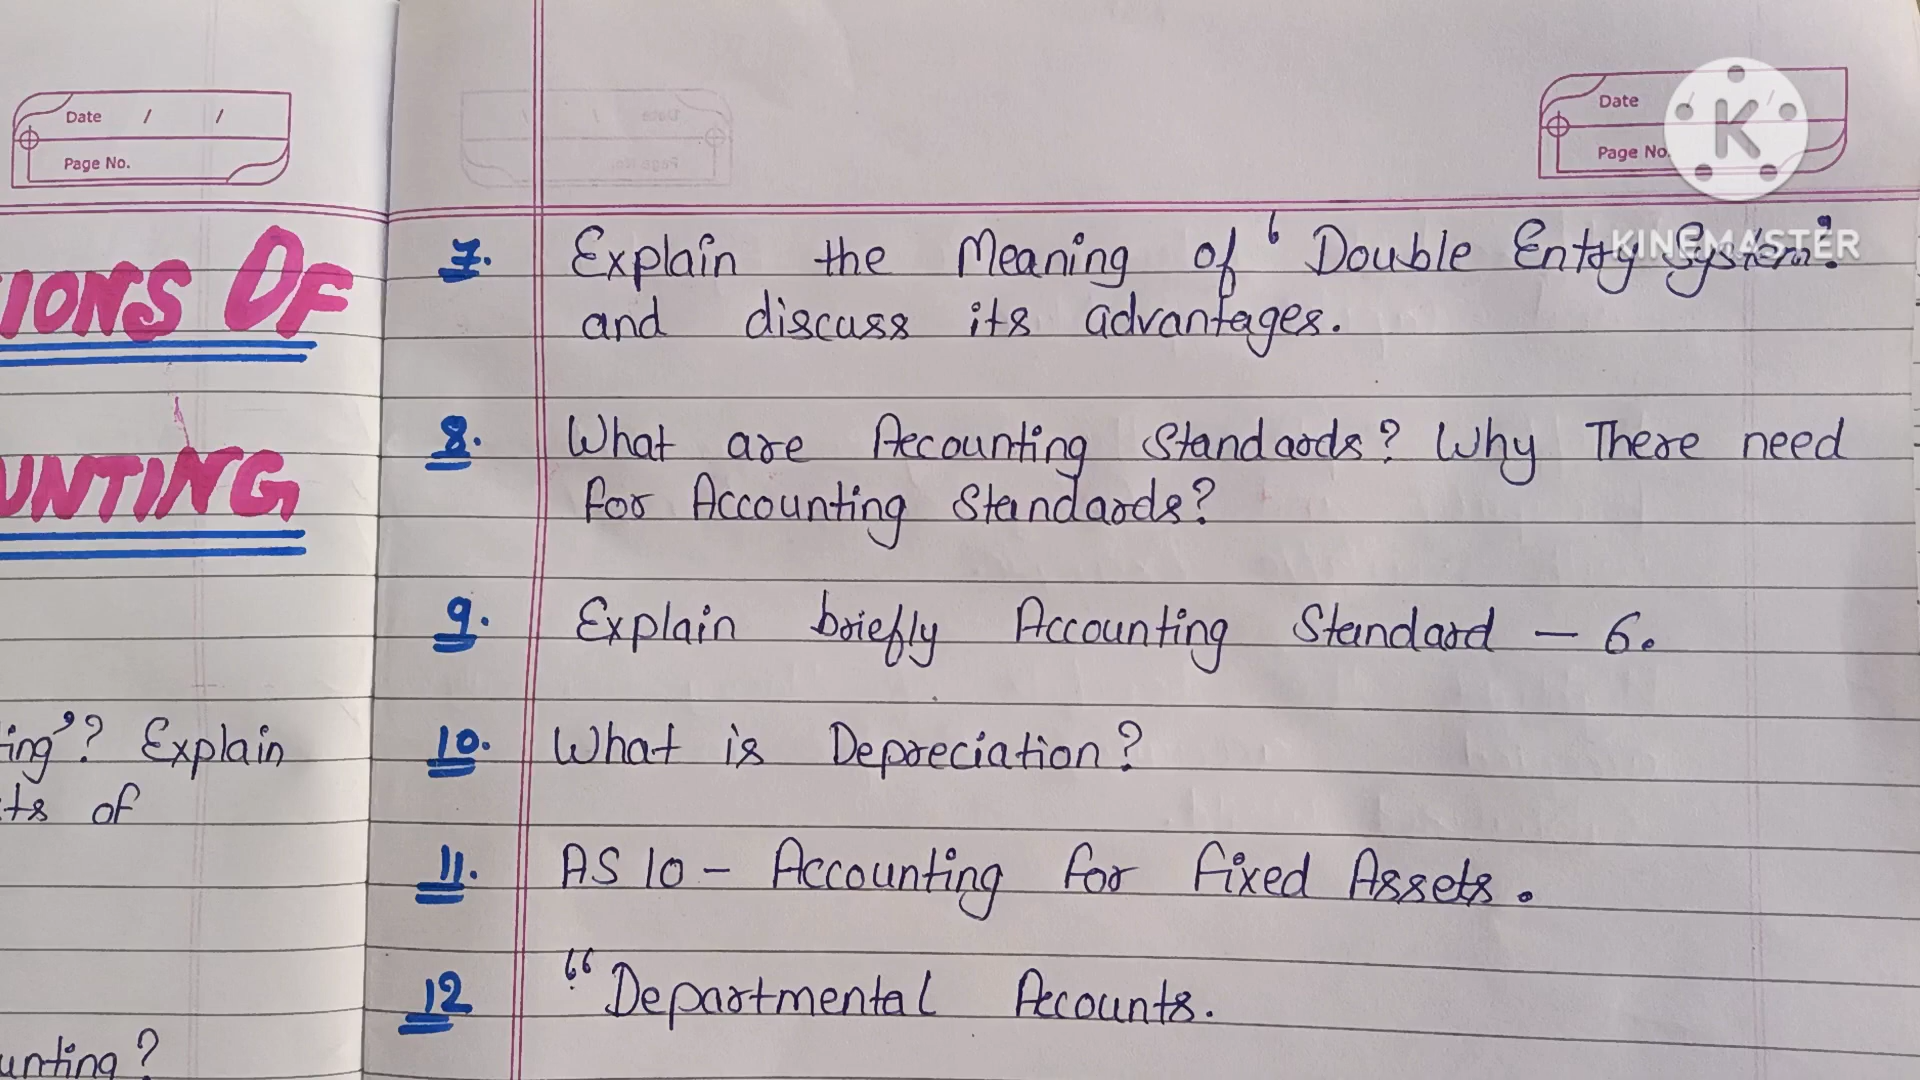 Date / /
Page No.
IONS OF
UNTING
ing’? Explain
ts of
unting?
Date
Page No.
K
KINEMASTER
7. Explain the Meaning of ‘Double Entry System’
and discuss its advantages.
8. What are Accounting Standards? Why There need
for Accounting Standards?
9. Explain briefly Accounting Standard – 6.
10. What is Depreciation?
11. AS 10 – Accounting for Fixed Assets.
12 “Departmental Accounts.